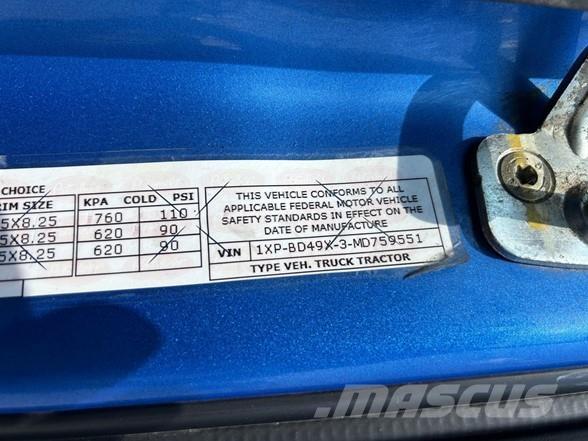 CHOICE
RIM SIZE
5X8.25
5X8.25
5X8.25
KPA COLD PSI
760 110
620 90
620 90
THIS VEHICLE CONFORMS TO ALL
APPLICABLE FEDERAL MOTOR VEHICLE
SAFETY STANDARDS IN EFFECT ON THE
DATE OF MANUFACTURE
VIN 1XP-BD49X-3-MD759551
TYPE VEH. TRUCK TRACTOR
MASCUS